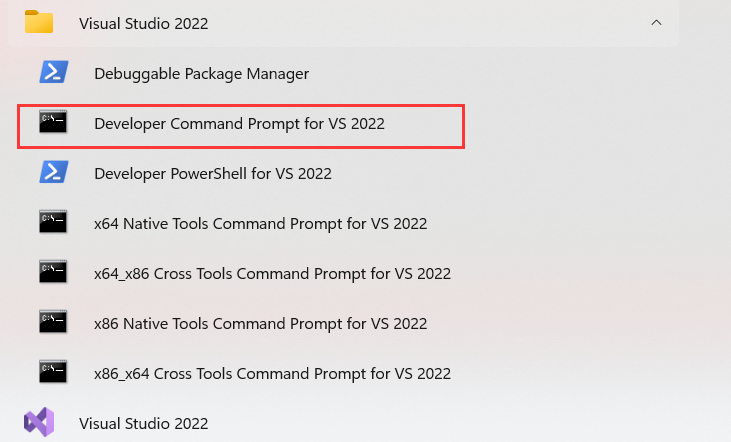 Visual Studio 2022
Debuggable Package Manager
Developer Command Prompt for VS 2022
Developer PowerShell for VS 2022
x64 Native Tools Command Prompt for VS 2022
x64_x86 Cross Tools Command Prompt for VS 2022
x86 Native Tools Command Prompt for VS 2022
x86_x64 Cross Tools Command Prompt for VS 2022
Visual Studio 2022